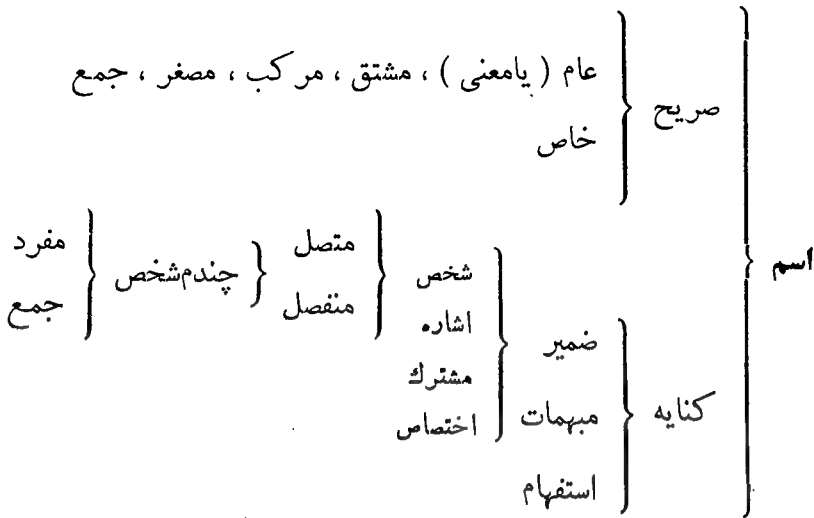 اسم
صریح
عام ( یامعنی ) ، مشتق ، مرکب ، مصغر ، جمع
خاص
کنایه
ضمیر
شخص
متصل
منفصل
چندم‌شخص
مفرد
جمع
اشاره
مشترك
اختصاص
مبهمات
استفهام